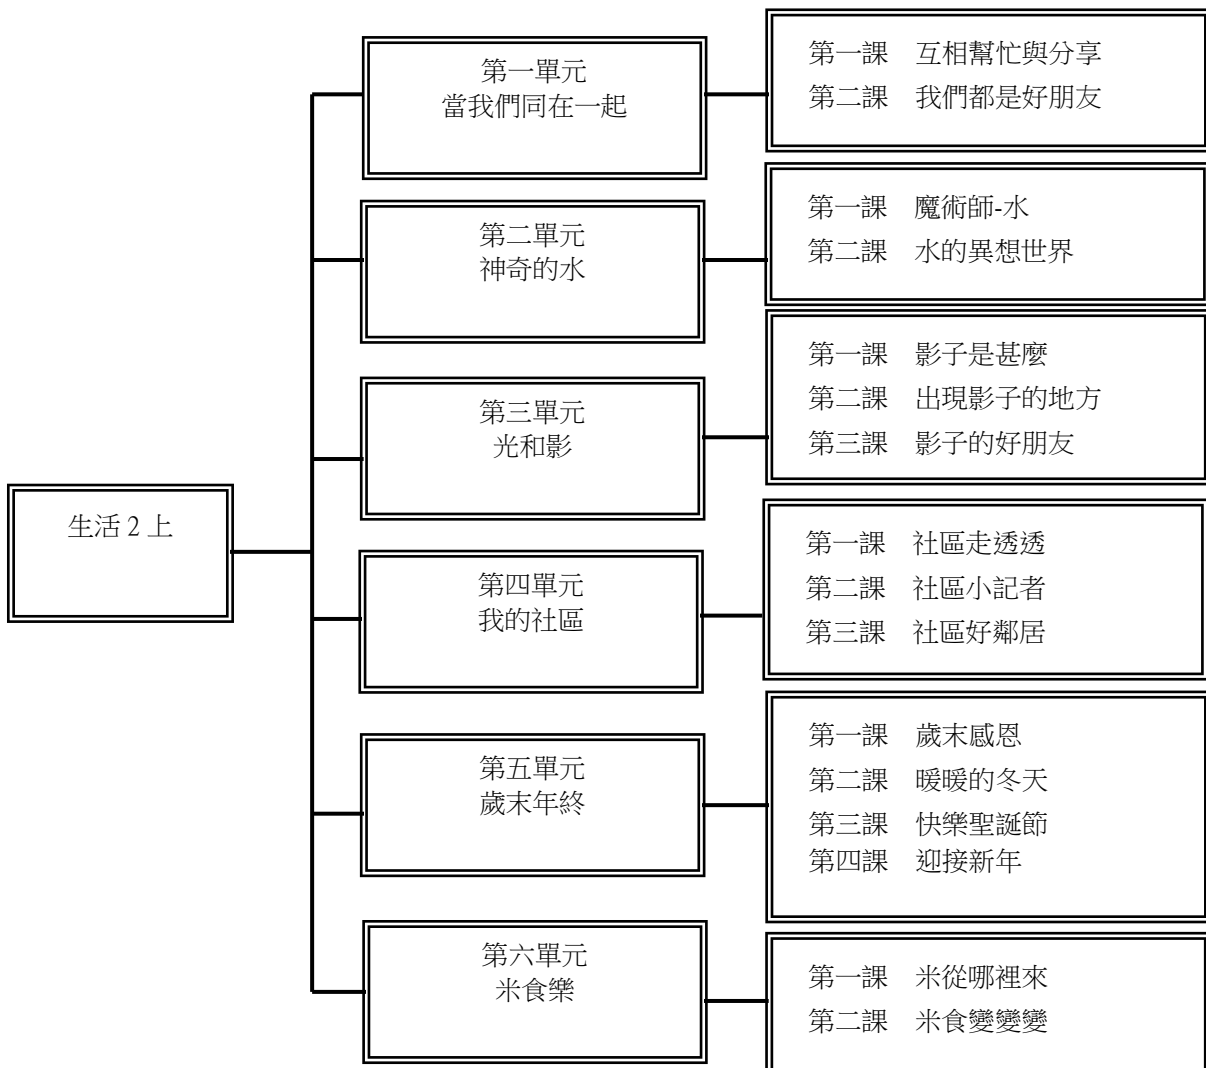 生活 2 上
第一單元
當我們同在一起
第一課 互相幫忙與分享
第二課 我們都是好朋友
第二單元
神奇的水
第一課 魔術師-水
第二課 水的異想世界
第三單元
光和影
第一課 影子是甚麼
第二課 出現影子的地方
第三課 影子的好朋友
第四單元
我的社區
第一課 社區走透透
第二課 社區小記者
第三課 社區好鄰居
第五單元
歲末年終
第一課 歲末感恩
第二課 暖暖的冬天
第三課 快樂聖誕節
第四課 迎接新年
第六單元
米食樂
第一課 米從哪裡來
第二課 米食變變變